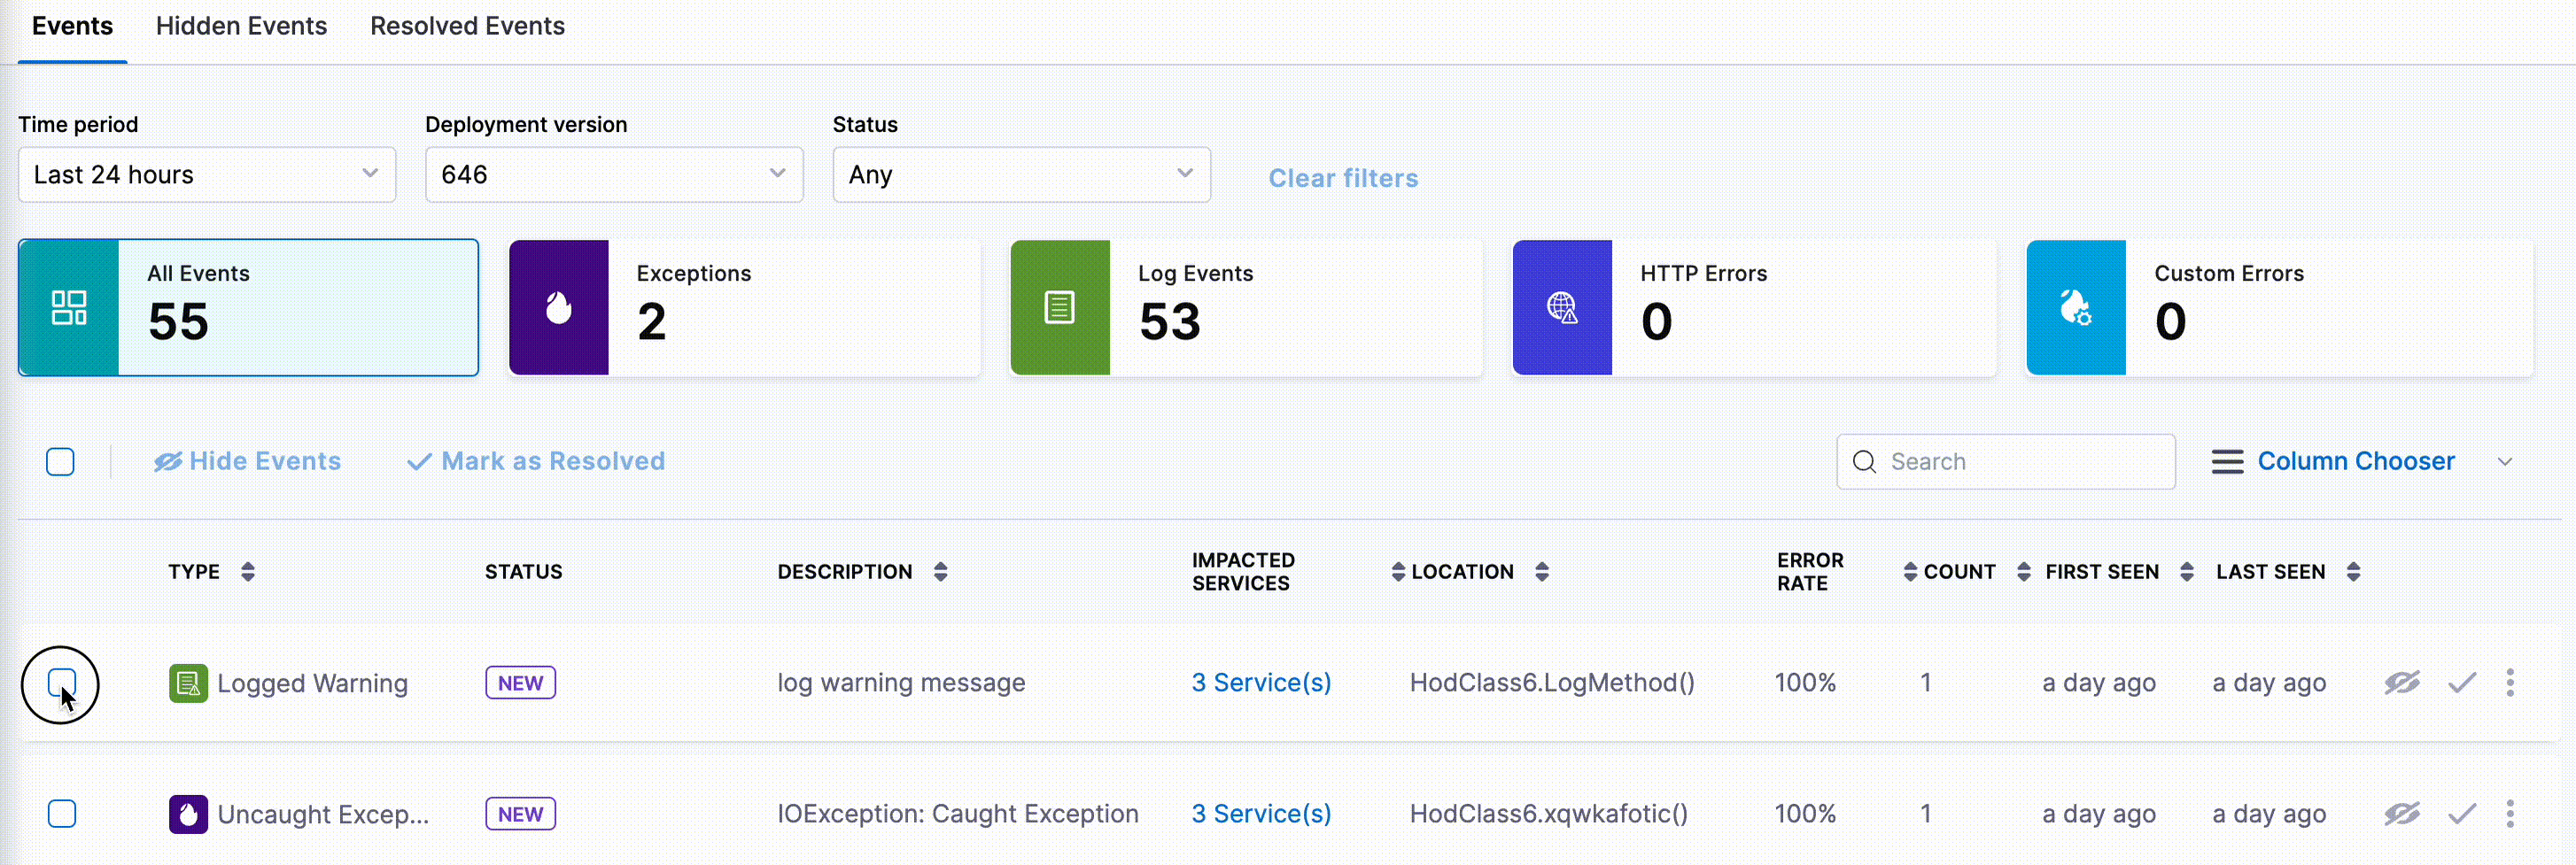 Events Hidden Events Resolved Events
Time period Deployment version Status
Last 24 hours 646 Any Clear filters
All Events Exceptions Log Events HTTP Errors Custom Errors
55 2 53 0 0
Hide Events Mark as Resolved Search Column Chooser
TYPE STATUS DESCRIPTION IMPACTED SERVICES LOCATION ERROR RATE COUNT FIRST SEEN LAST SEEN
Logged Warning NEW log warning message 3 Service(s) HodClass6.LogMethod() 100% 1 a day ago a day ago
Uncaught Excep... NEW IOException: Caught Exception 3 Service(s) HodClass6.xqwkafotic() 100% 1 a day ago a day ago